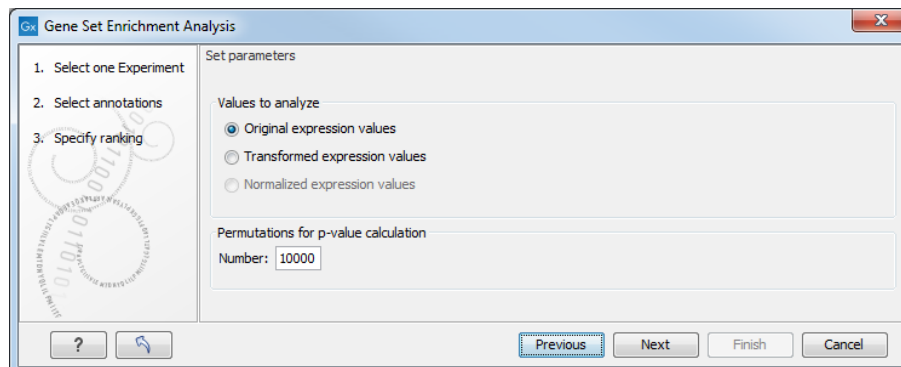 Gx Gene Set Enrichment Analysis
X
1. Select one Experiment
2. Select annotations
3. Specify ranking
Set parameters
Values to analyze
Original expression values
Transformed expression values
Normalized expression values
Permutations for p-value calculation
Number: 10000
?
Previous
Next
Finish
Cancel